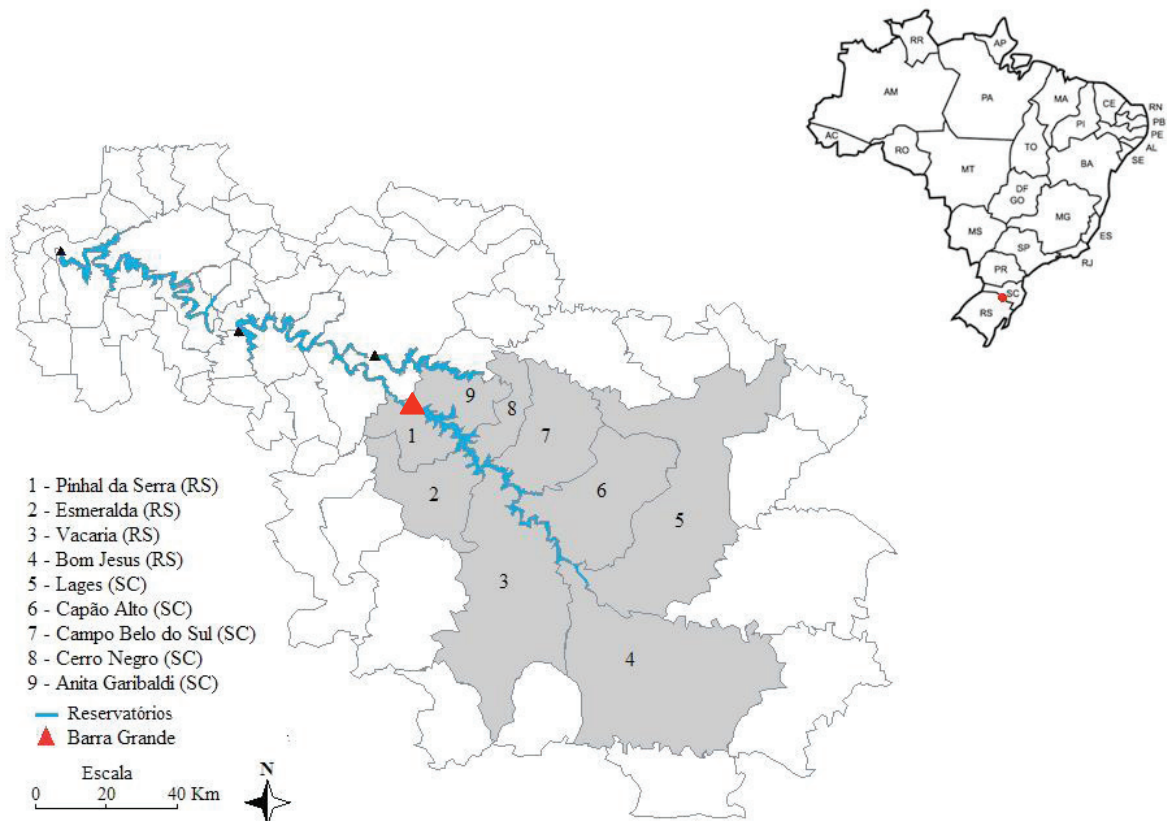 RR
AP
AM
PA
MA
CE
RN
PB
PE
AL
SE
PI
AC
RO
TO
BA
MT
DF
GO
MG
ES
MS
SP
RJ
PR
SC
RS
9
8
1
7
2
6
5
3
4
1 - Pinhal da Serra (RS)
2 - Esmeralda (RS)
3 - Vacaria (RS)
4 - Bom Jesus (RS)
5 - Lages (SC)
6 - Capão Alto (SC)
7 - Campo Belo do Sul (SC)
8 - Cerro Negro (SC)
9 - Anita Garibaldi (SC)
Reservatórios
Barra Grande
Escala
0 20 40 Km
N